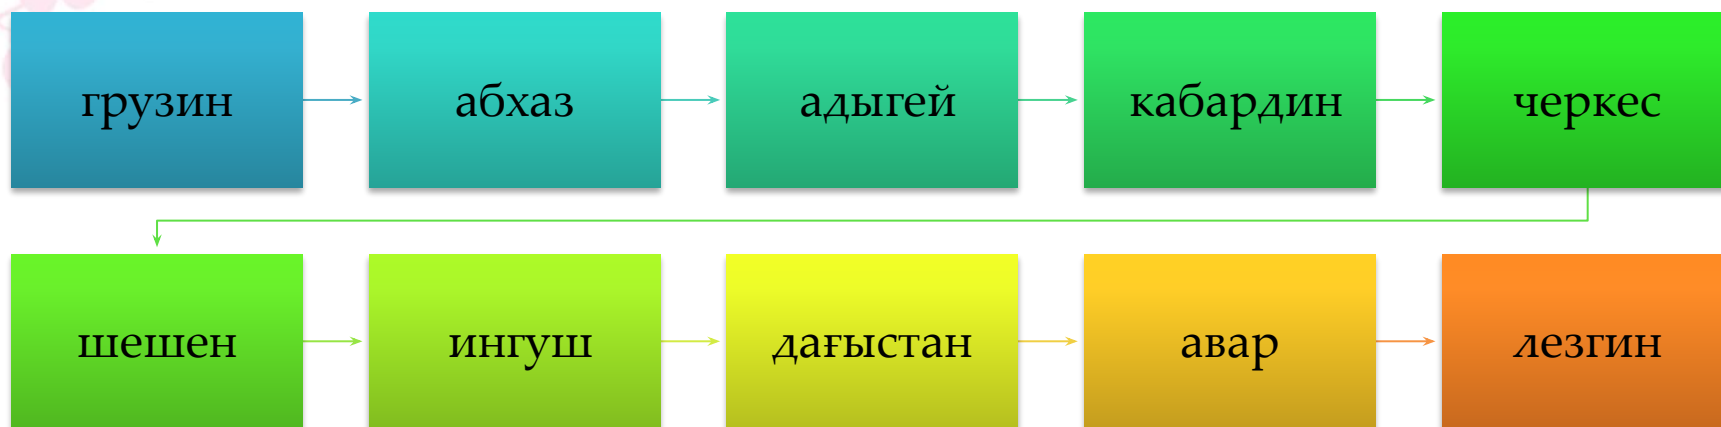 грузин
абхаз
адыгей
кабардин
черкес
шешен
ингуш
дағыстан
авар
лезгин